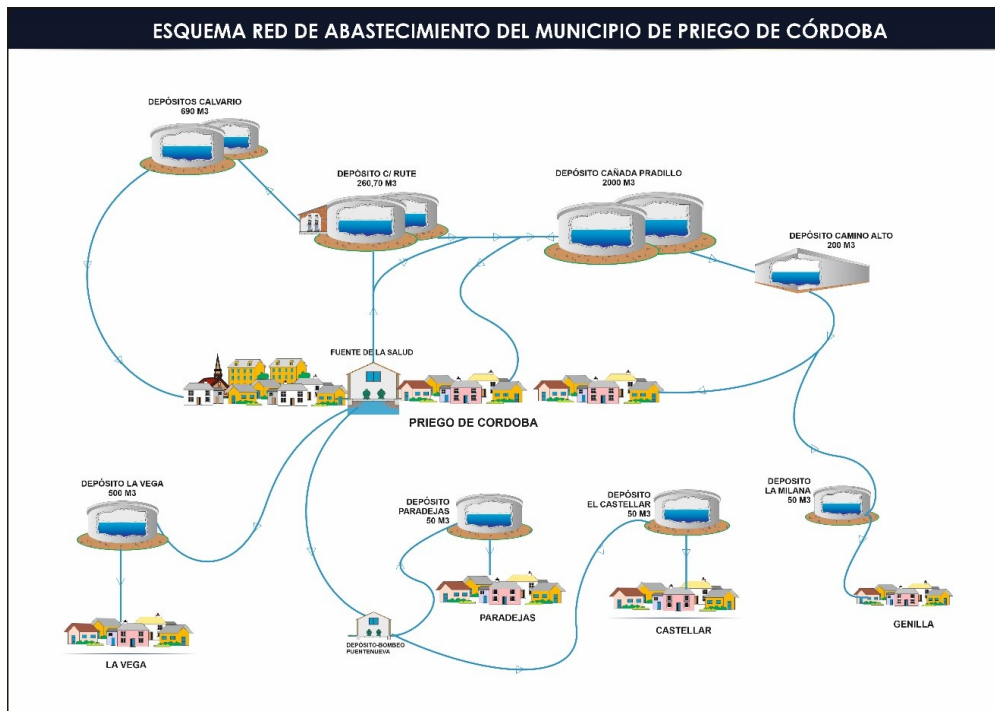 ESQUEMA RED DE ABASTECIMIENTO DEL MUNICIPIO DE PRIEGO DE CÓRDOBA
DEPÓSITOS CALVARIO
690 M3
DEPÓSITO C/ RUTE
260,70 M3
DEPÓSITO CAÑADA PRADILLO
2000 M3
DEPÓSITO CAMINO ALTO
200 M3
FUENTE DE LA SALUD
PRIEGO DE CORDOBA
DEPÓSITO LA VEGA
500 M3
DEPÓSITO
PARADEJAS
50 M3
DEPÓSITO
EL CASTELLAR
50 M3
DEPOSITO
LA MILANA
50 M3
LA VEGA
DEPÓSITO-BOMBEO
PUENTENUEVA
PARADEJAS
CASTELLAR
GENILLA